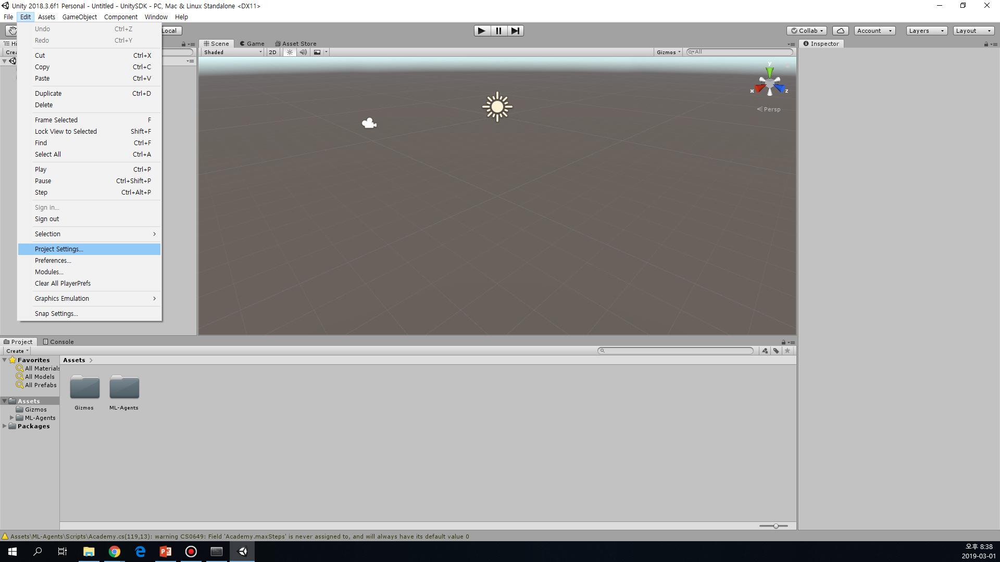 Unity 2018.3.6f1 Personal - Untitled - UnitySDK - PC, Mac & Linux Standalone <DX11>
File Edit Assets GameObject Component Window Help
Local
Collab Account Layers Layout
Undo Ctrl+Z
Redo Ctrl+Y
Cut Ctrl+X
Copy Ctrl+C
Paste Ctrl+V
Duplicate Ctrl+D
Delete
Frame Selected F
Lock View to Selected Shift+F
Find Ctrl+F
Select All Ctrl+A
Play Ctrl+P
Pause Ctrl+Shift+P
Step Ctrl+Alt+P
Sign in...
Sign out
Selection
Project Settings...
Preferences...
Modules...
Clear All PlayerPrefs
Graphics Emulation
Snap Settings...
Scene Game Asset Store
Shaded 2D Gizmos All
y
x z
Persp
Inspector
Project Console
Create
Favorites
All Materials
All Models
All Prefabs
Assets
Gizmos
ML-Agents
Packages
Assets
Gizmos ML-Agents
Assets\ML-Agents\Scripts\Academy.cs(119,13): warning CS0649: Field 'Academy.maxSteps' is never assigned to, and will always have its default value 0
오후 8:38
2019-03-01